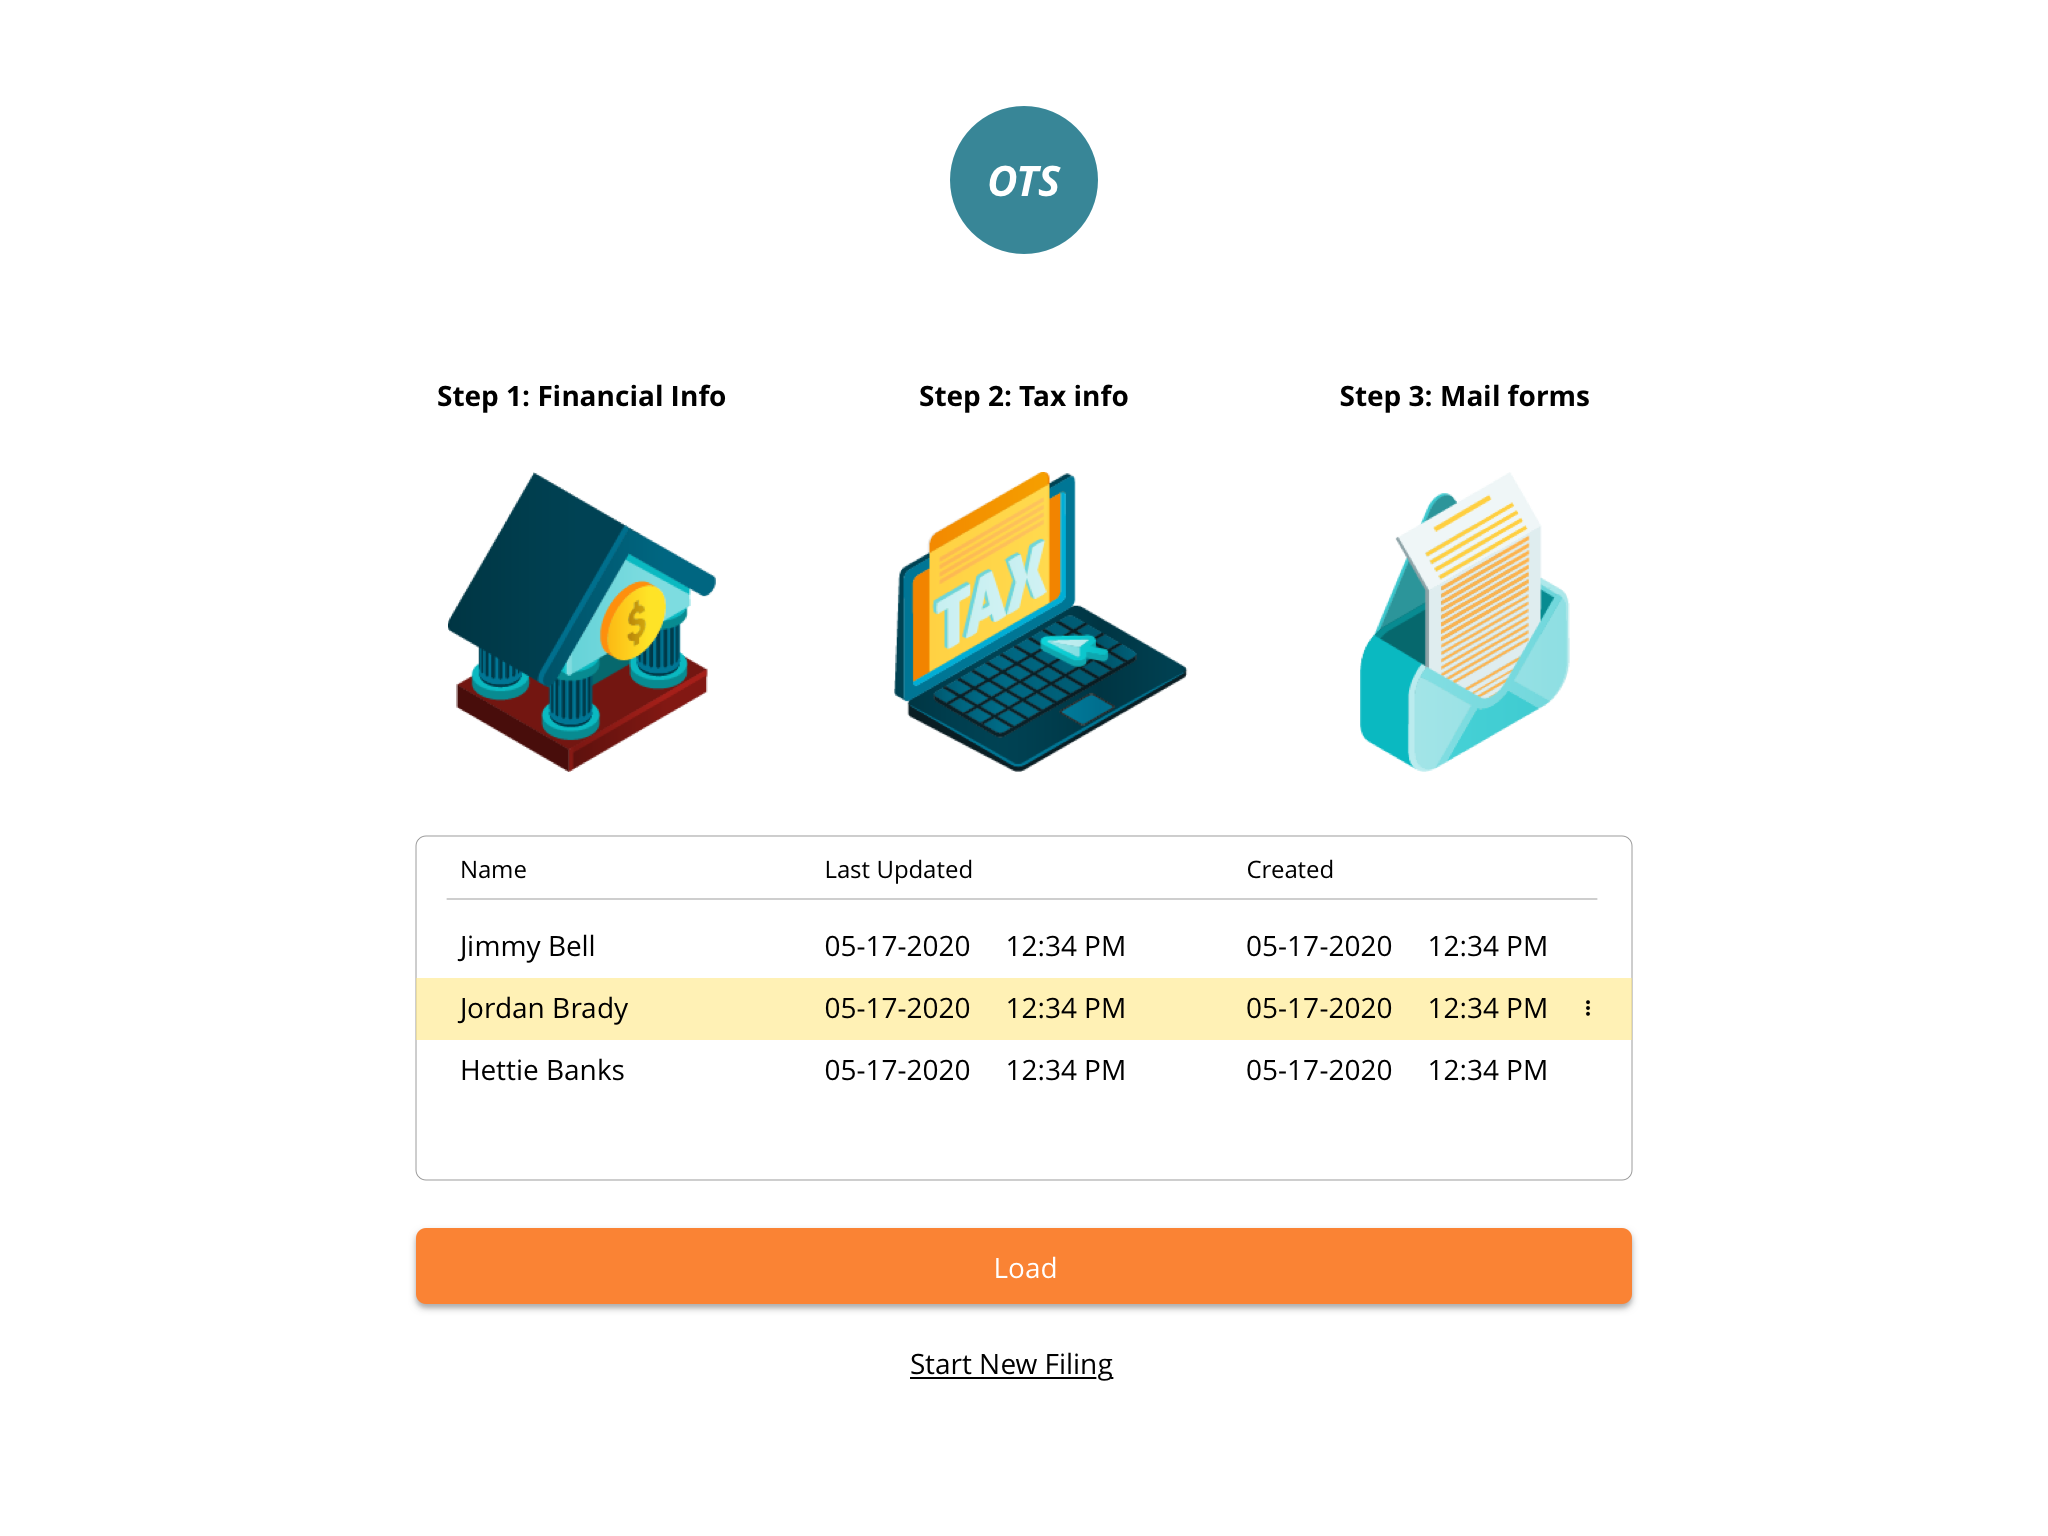 OTS
Step 1: Financial Info
Step 2: Tax info
Step 3: Mail forms
$
TAX
Name Last Updated Created
Jimmy Bell 05-17-2020 12:34 PM 05-17-2020 12:34 PM
Jordan Brady 05-17-2020 12:34 PM 05-17-2020 12:34 PM
Hettie Banks 05-17-2020 12:34 PM 05-17-2020 12:34 PM
Load
Start New Filing